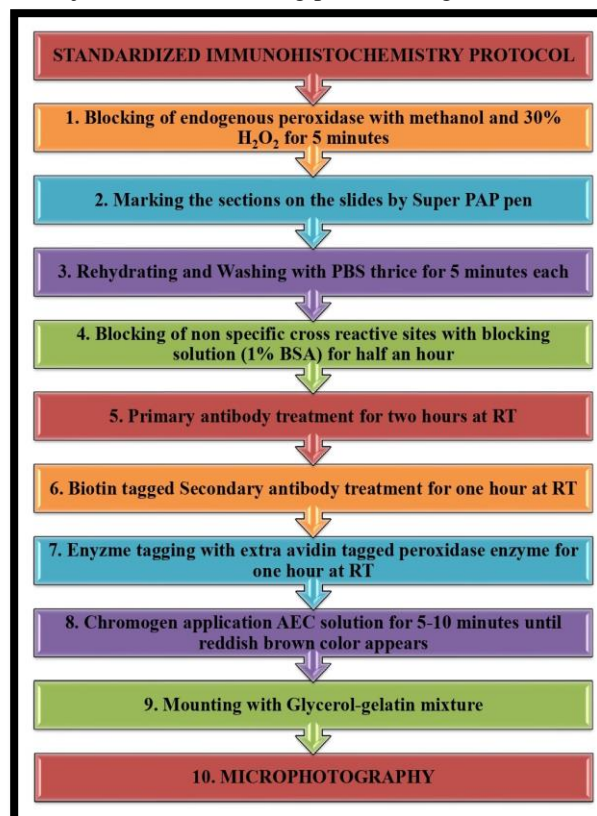 STANDARDIZED IMMUNOHISTOCHEMISTRY PROTOCOL
1. Blocking of endogenous peroxidase with methanol and 30%
H₂O₂ for 5 minutes
2. Marking the sections on the slides by Super PAP pen
3. Rehydrating and Washing with PBS thrice for 5 minutes each
4. Blocking of non specific cross reactive sites with blocking
solution (1% BSA) for half an hour
5. Primary antibody treatment for two hours at RT
6. Biotin tagged Secondary antibody treatment for one hour at RT
7. Enyzme tagging with extra avidin tagged peroxidase enzyme for
one hour at RT
8. Chromogen application AEC solution for 5-10 minutes until
reddish brown color appears
9. Mounting with Glycerol-gelatin mixture
10. MICROPHOTOGRAPHY